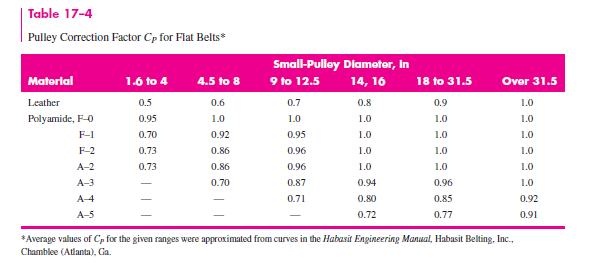 Table 17-4
Pulley Correction Factor CP for Flat Belts*
Small-Pulley Diameter, in
Material 1.6 to 4 4.5 to 8 9 to 12.5 14, 16 18 to 31.5 Over 31.5
Leather 0.5 0.6 0.7 0.8 0.9 1.0
Polyamide, F–0 0.95 1.0 1.0 1.0 1.0 1.0
F–1 0.70 0.92 0.95 1.0 1.0 1.0
F–2 0.73 0.86 0.96 1.0 1.0 1.0
A–2 0.73 0.86 0.96 1.0 1.0 1.0
A–3 — 0.70 0.87 0.94 0.96 1.0
A–4 — — 0.71 0.80 0.85 0.92
A–5 — — — 0.72 0.77 0.91
*Average values of CP for the given ranges were approximated from curves in the Habasit Engineering Manual, Habasit Belting, Inc.,
Chamblee (Atlanta), Ga.